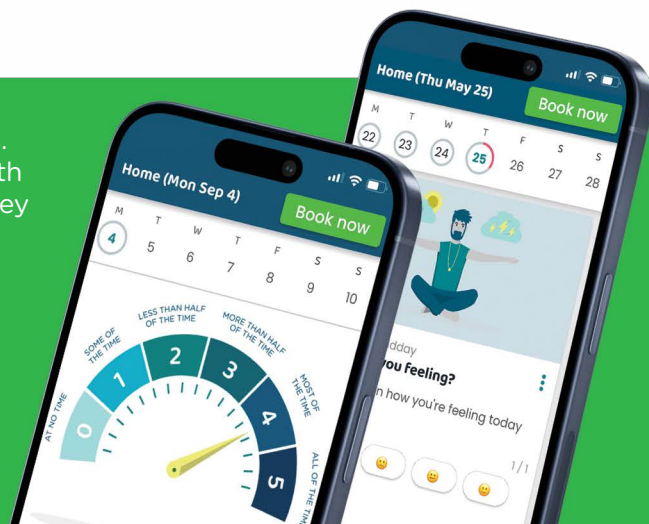 Home (Thu May 25)
Book now
M T W T F S S
22 23 24 25 26 27 28
you feeling?
how you're feeling today
1/1
Home (Mon Sep 4)
Book now
M T W T F S S
4 5 6 7 8 9 10
AT NO TIME
SOME OF
THE TIME
LESS THAN HALF
OF THE TIME
MORE THAN HALF
OF THE TIME
MOST OF
THE TIME
ALL OF THE TIME
0 1 2 3 4 5